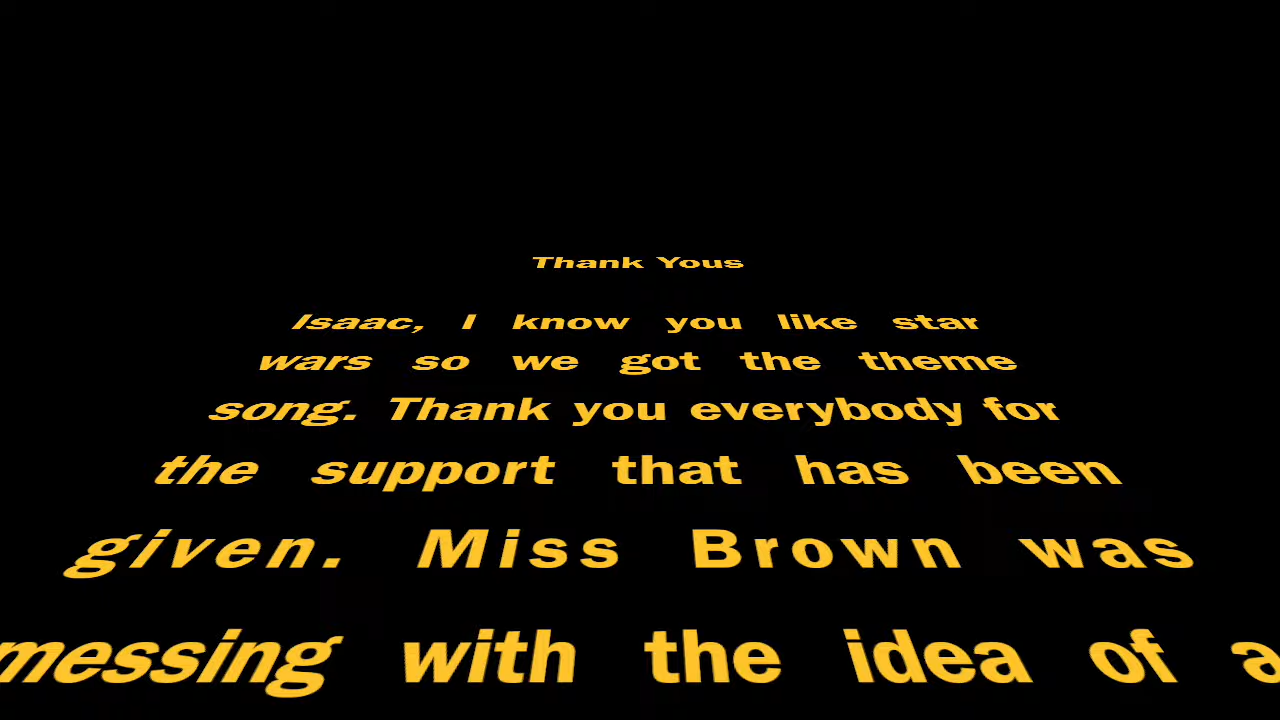 Thank Yous
Isaac, I know you like star
wars so we got the theme
song. Thank you everybody for
the support that has been
given. Miss Brown was
messing with the idea of a